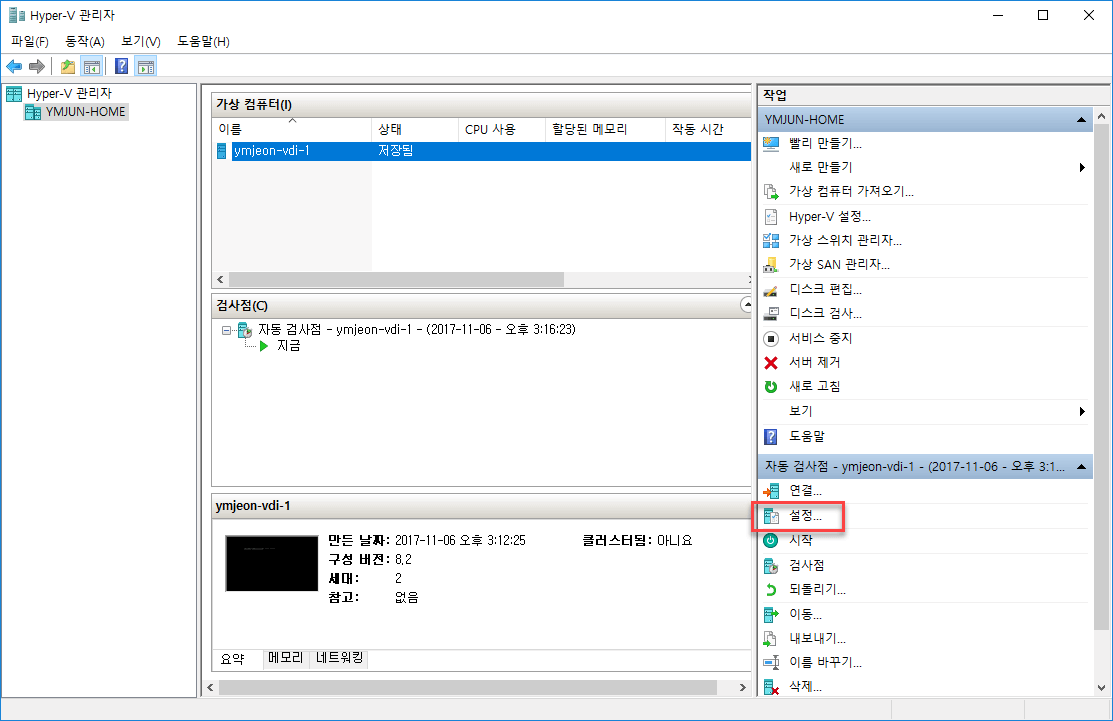 Hyper-V 관리자
파일(F) 동작(A) 보기(V) 도움말(H)
Hyper-V 관리자
YMJUN-HOME
가상 컴퓨터(I)
이름 상태 CPU 사용 할당된 메모리 작동 시간
ymjeon-vdi-1 저장됨
검사점(C)
자동 검사점 - ymjeon-vdi-1 - (2017-11-06 - 오후 3:16:23)
지금
ymjeon-vdi-1
만든 날짜: 2017-11-06 오후 3:12:25 클러스터됨: 아니요
구성 버전: 8.2
세대: 2
참고: 없음
요약 메모리 네트워킹
작업
YMJUN-HOME
빨리 만들기...
새로 만들기
가상 컴퓨터 가져오기...
Hyper-V 설정...
가상 스위치 관리자...
가상 SAN 관리자...
디스크 편집...
디스크 검사...
서비스 중지
서버 제거
새로 고침
보기
도움말
자동 검사점 - ymjeon-vdi-1 - (2017-11-06 - 오후 3:1...
연결...
설정...
시작
검사점
되돌리기...
이동...
내보내기...
이름 바꾸기...
삭제...